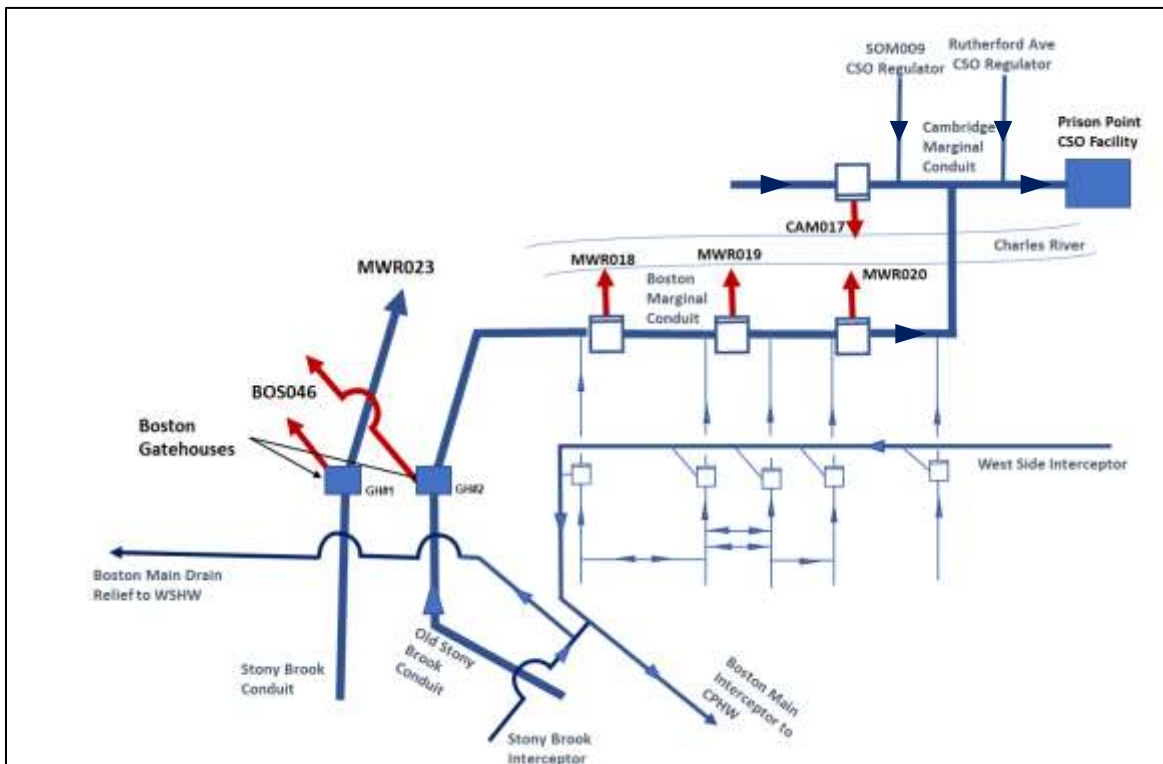 SOM009
CSO Regulator
Rutherford Ave
CSO Regulator
Prison Point
CSO Facility
Cambridge
Marginal
Conduit
CAM017
Charles River
MWR018
MWR019
MWR020
MWR023
Boston
Marginal
Conduit
BOS046
Boston
Gatehouses
GH#1
GH#2
West Side Interceptor
Boston Main Drain
Relief to WSHW
Old Stony
Brook
Conduit
Stony Brook
Conduit
Boston Main
Interceptor to
CPHW
Stony Brook
Interceptor